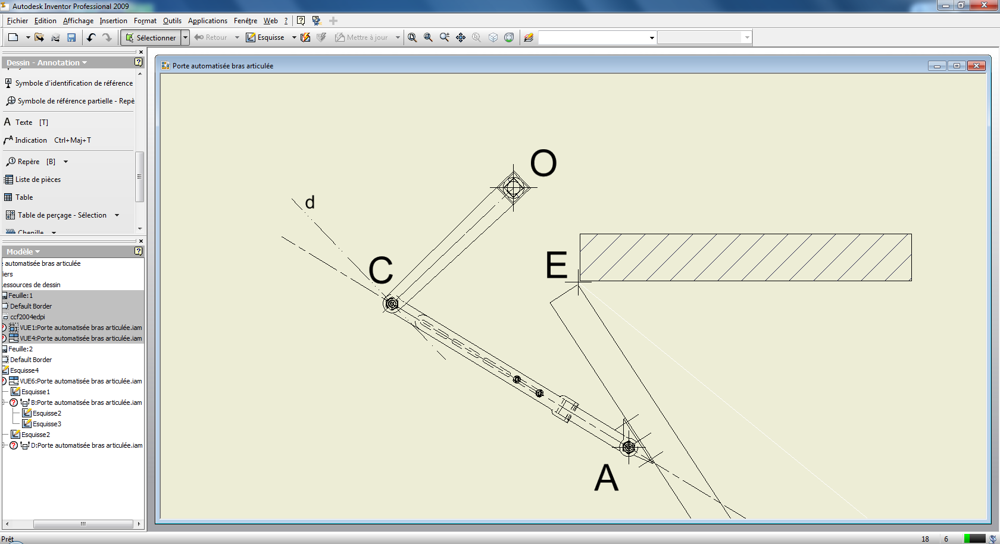 Autodesk Inventor Professional 2009
Fichier Edition Affichage Insertion Format Outils Applications Fenêtre Web ?
Sélectionner Retour Esquisse Mettre à jour
Dessin - Annotation
Symbole d'identification de référence
Symbole de référence partielle - Repè
A Texte [T]
Indication Ctrl+Maj+T
Repère [B]
Liste de pièces
Table
Table de perçage - Sélection
Chenille
Modèle
automatisée bras articulée
iers
essources de dessin
Feuille:1
Default Border
ccf2004edpi
VUE1:Porte automatisée bras articulée.iam
VUE4:Porte automatisée bras articulée.iam
Feuille:2
Default Border
Esquisse4
VUE6:Porte automatisée bras articulée.iam
Esquisse1
B:Porte automatisée bras articulée.iam
Esquisse2
Esquisse3
Esquisse2
D:Porte automatisée bras articulée.iam
Porte automatisée bras articulée
O
d
C
E
A
Prêt
18 6